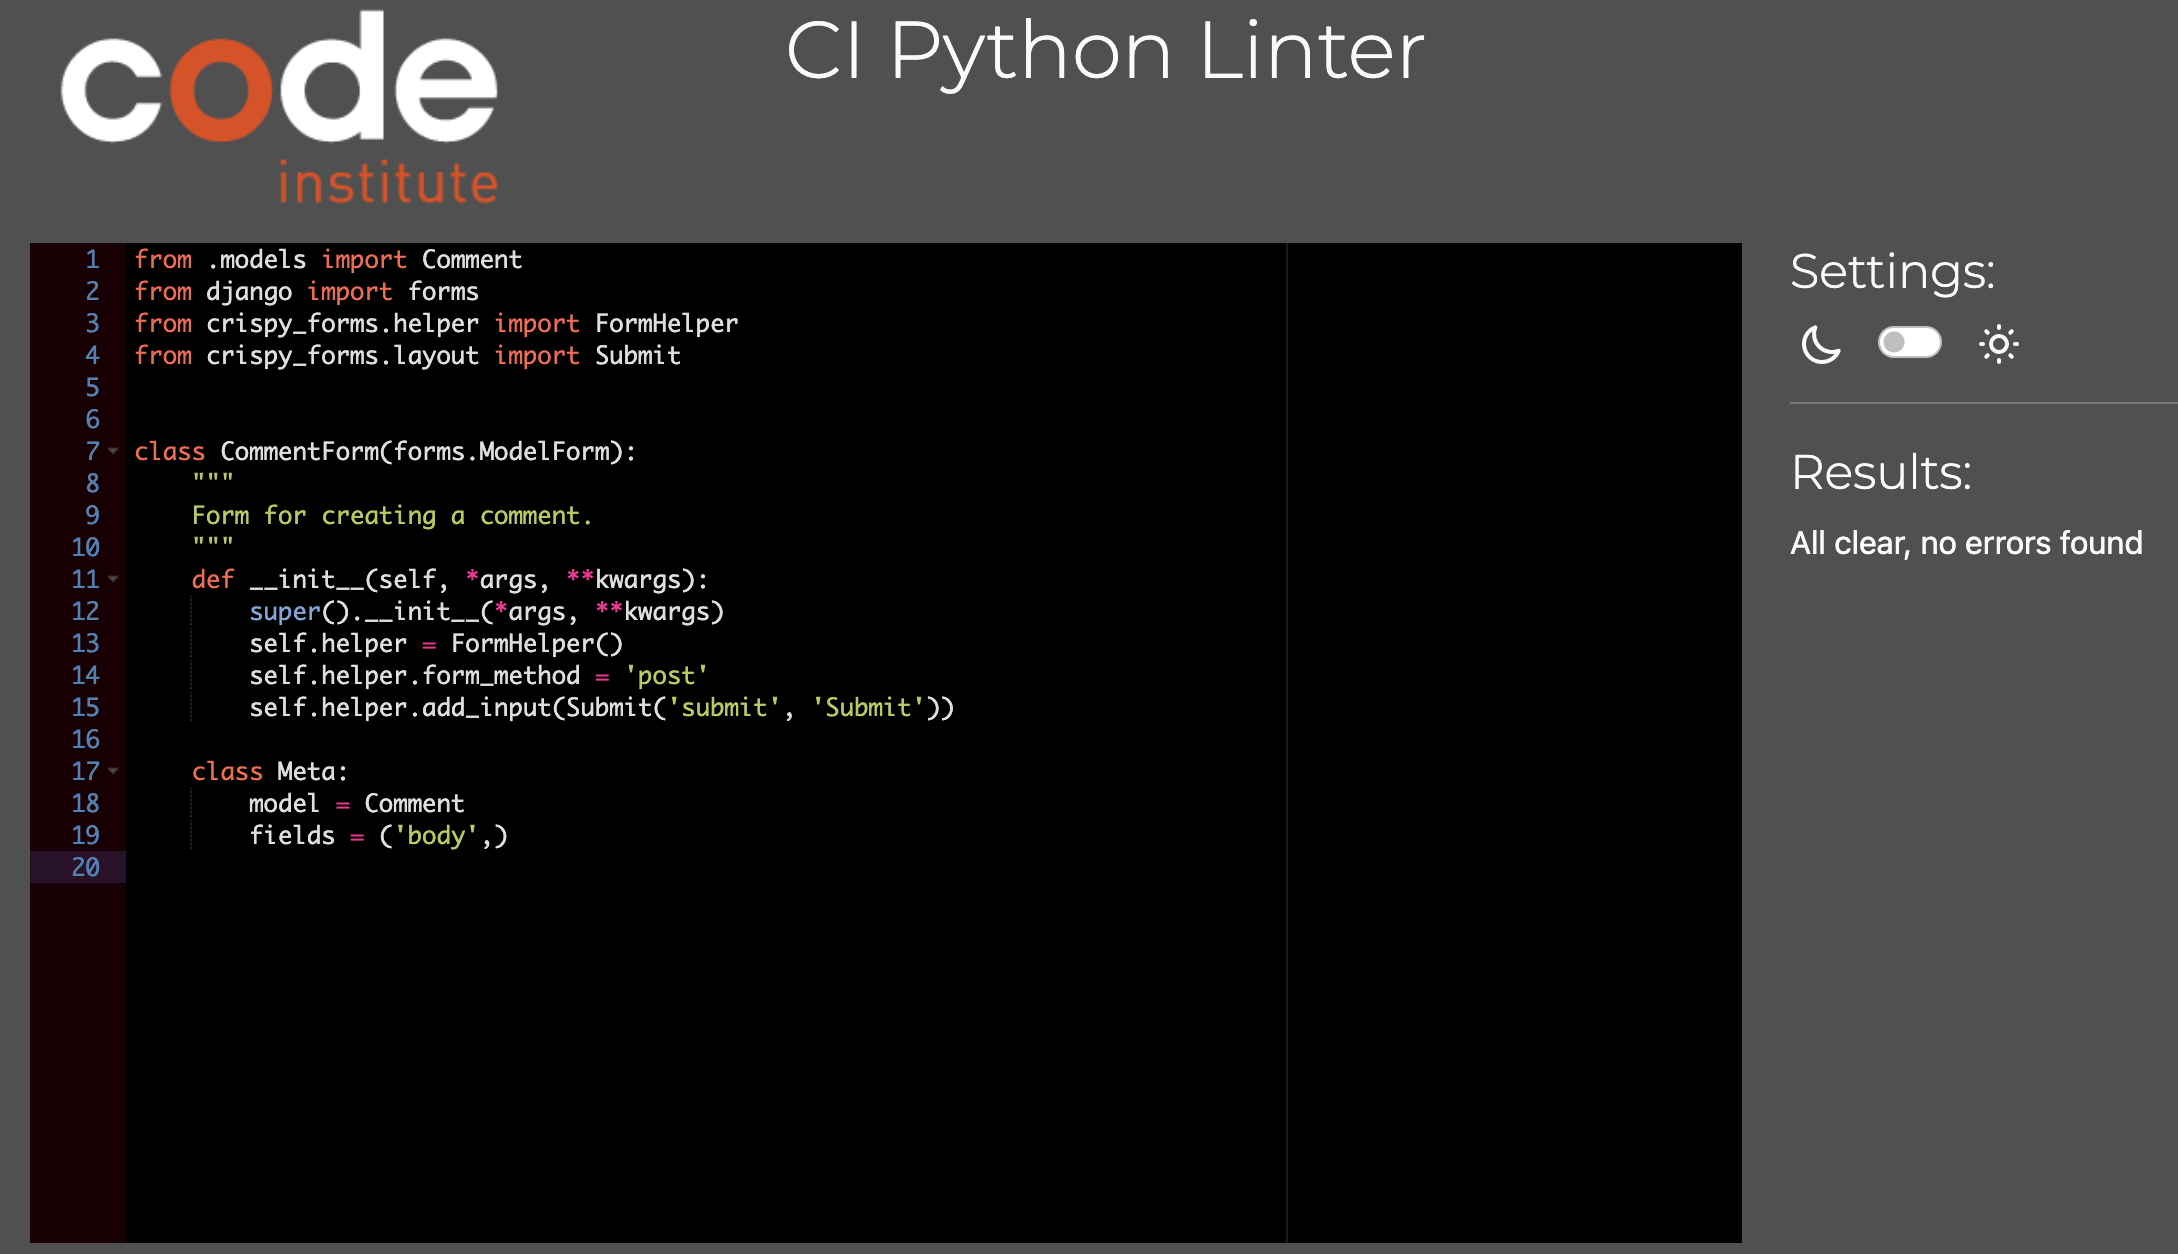 code
institute
CI Python Linter
1 from .models import Comment
2 from django import forms
3 from crispy_forms.helper import FormHelper
4 from crispy_forms.layout import Submit
5
6
7 class CommentForm(forms.ModelForm):
8     """
9     Form for creating a comment.
10     """
11     def __init__(self, *args, **kwargs):
12         super().__init__(*args, **kwargs)
13         self.helper = FormHelper()
14         self.helper.form_method = 'post'
15         self.helper.add_input(Submit('submit', 'Submit'))
16
17     class Meta:
18         model = Comment
19         fields = ('body',)
20
Settings:
Results:
All clear, no errors found